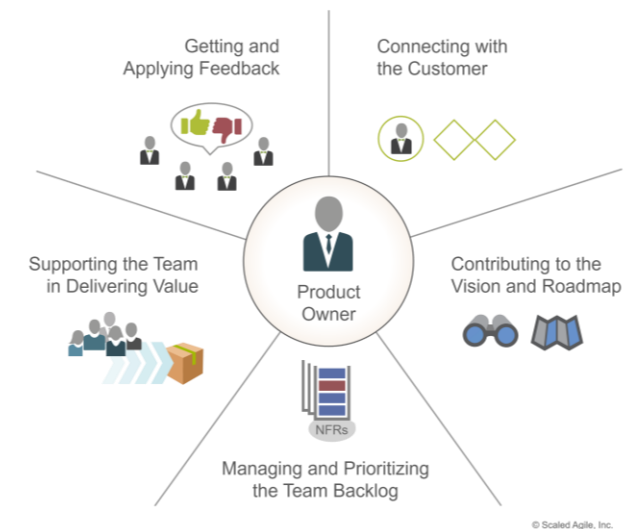 Getting and
Applying Feedback
Connecting with
the Customer
Supporting the Team
in Delivering Value
Product
Owner
Contributing to the
Vision and Roadmap
NFRs
Managing and Prioritizing
the Team Backlog
© Scaled Agile, Inc.